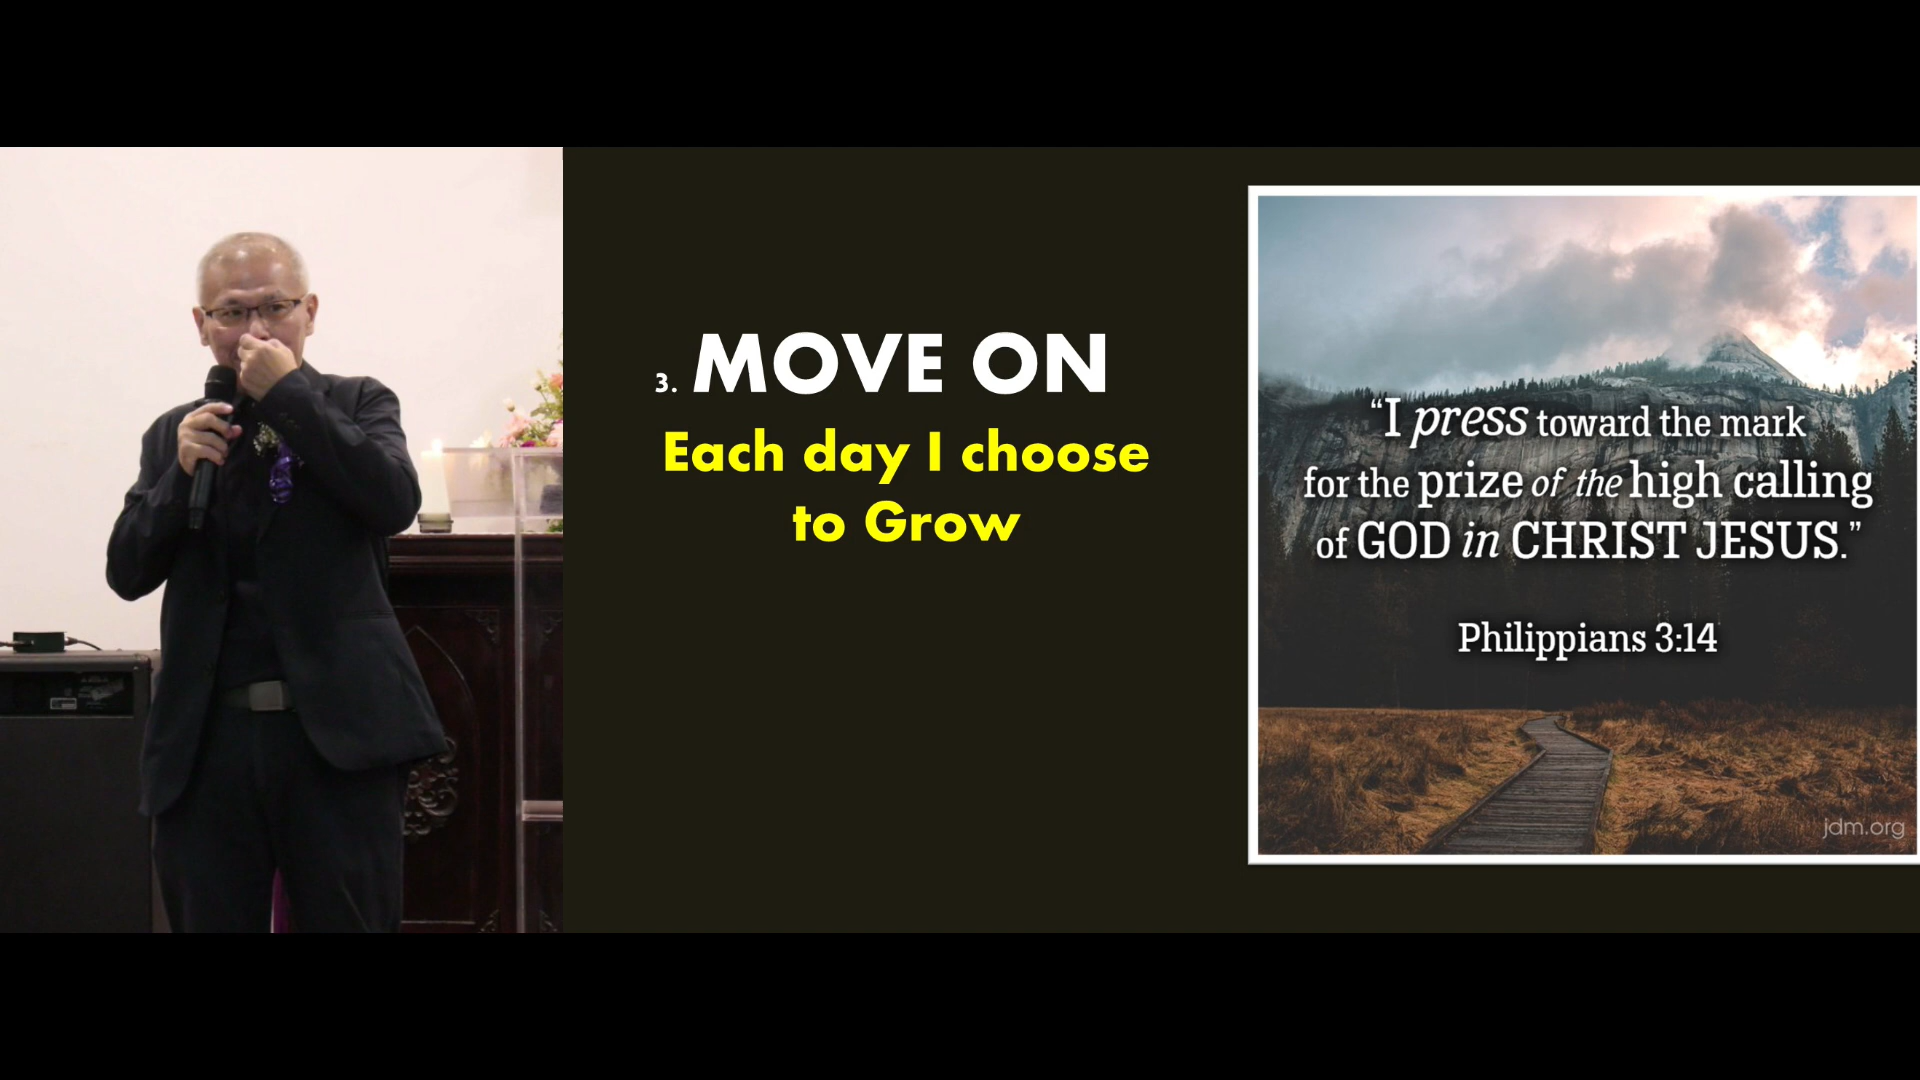 3. MOVE ON
Each day I choose
to Grow
“I press toward the mark
for the prize of the high calling
of GOD in CHRIST JESUS.”
Philippians 3:14
jdm.org